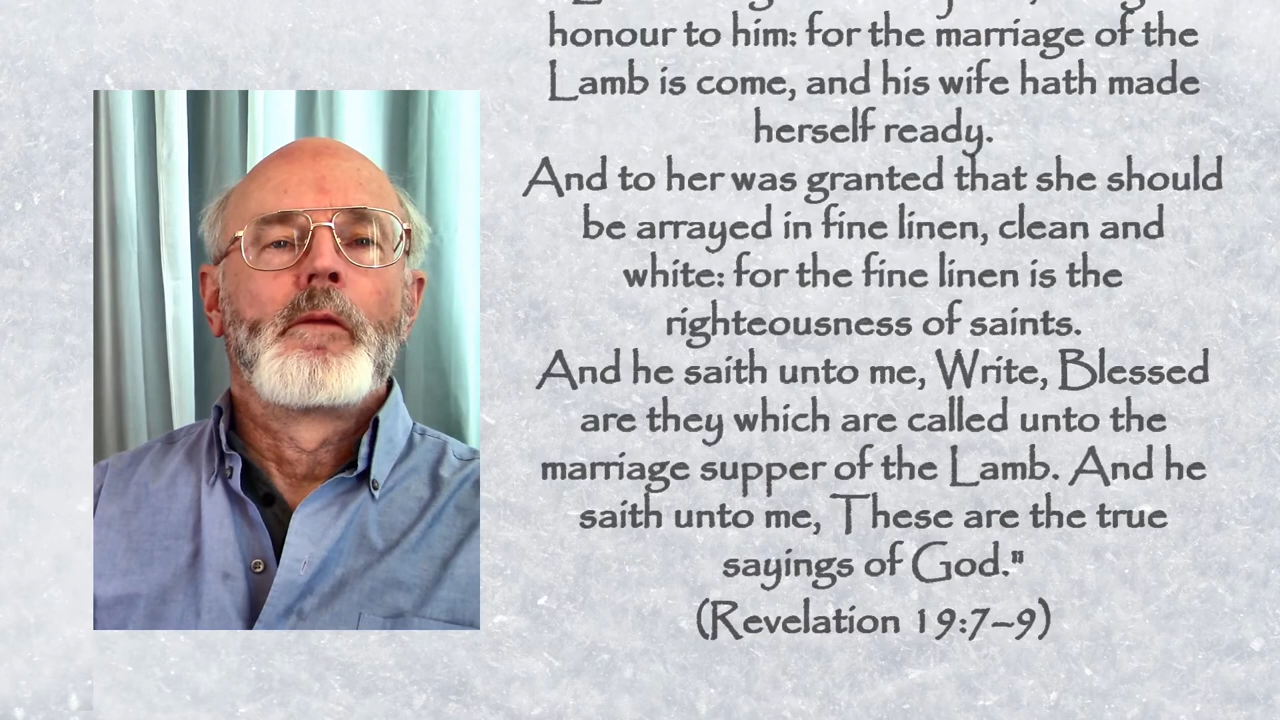 honour to him: for the marriage of the
Lamb is come, and his wife hath made
herself ready.
And to her was granted that she should
be arrayed in fine linen, clean and
white: for the fine linen is the
righteousness of saints.
And he saith unto me, Write, Blessed
are they which are called unto the
marriage supper of the Lamb. And he
saith unto me, These are the true
sayings of God."
(Revelation 19:7–9)